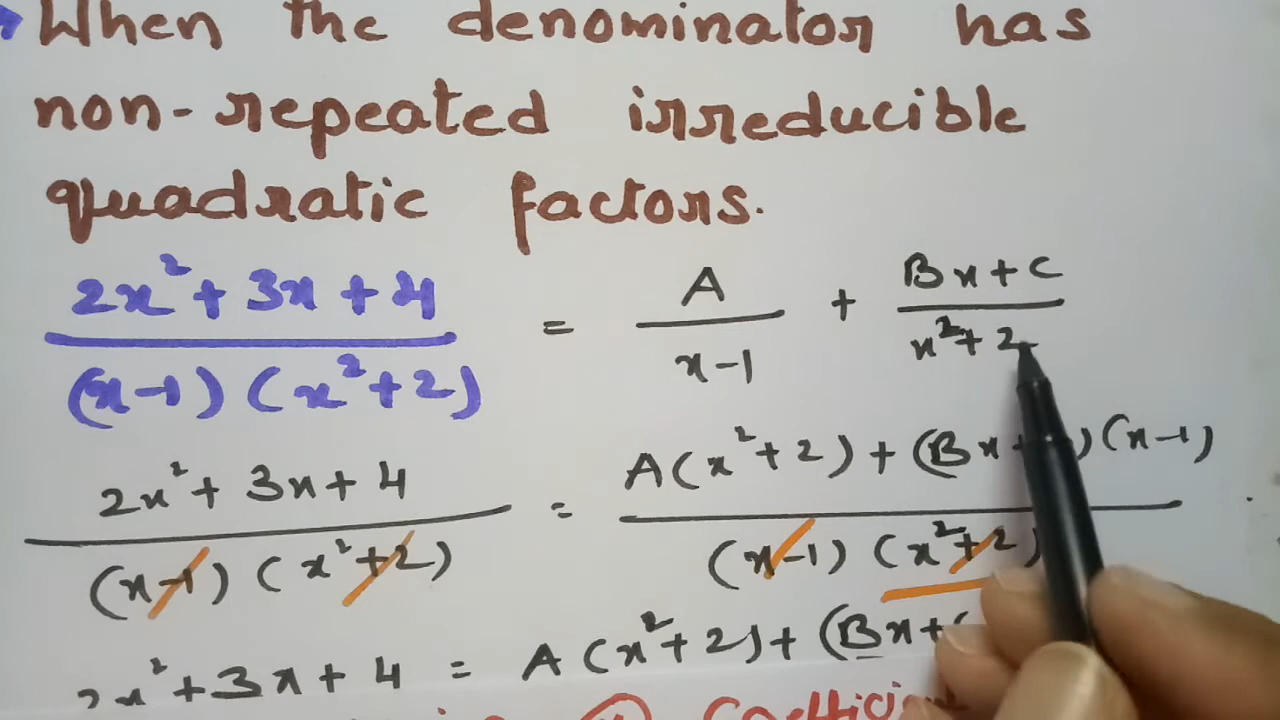 When the denominator has
non-repeated irreducible
quadratic factors.
2x²+3x+4 / (x-1)(x²+2) = A / x-1 + Bx+C / x²+2
2x²+3x+4 / (x-1)(x²+2) = A(x²+2)+(Bx+ )(x-1) / (x-1)(x²+2)
2x²+3x+4 = A(x²+2)+(Bx+C